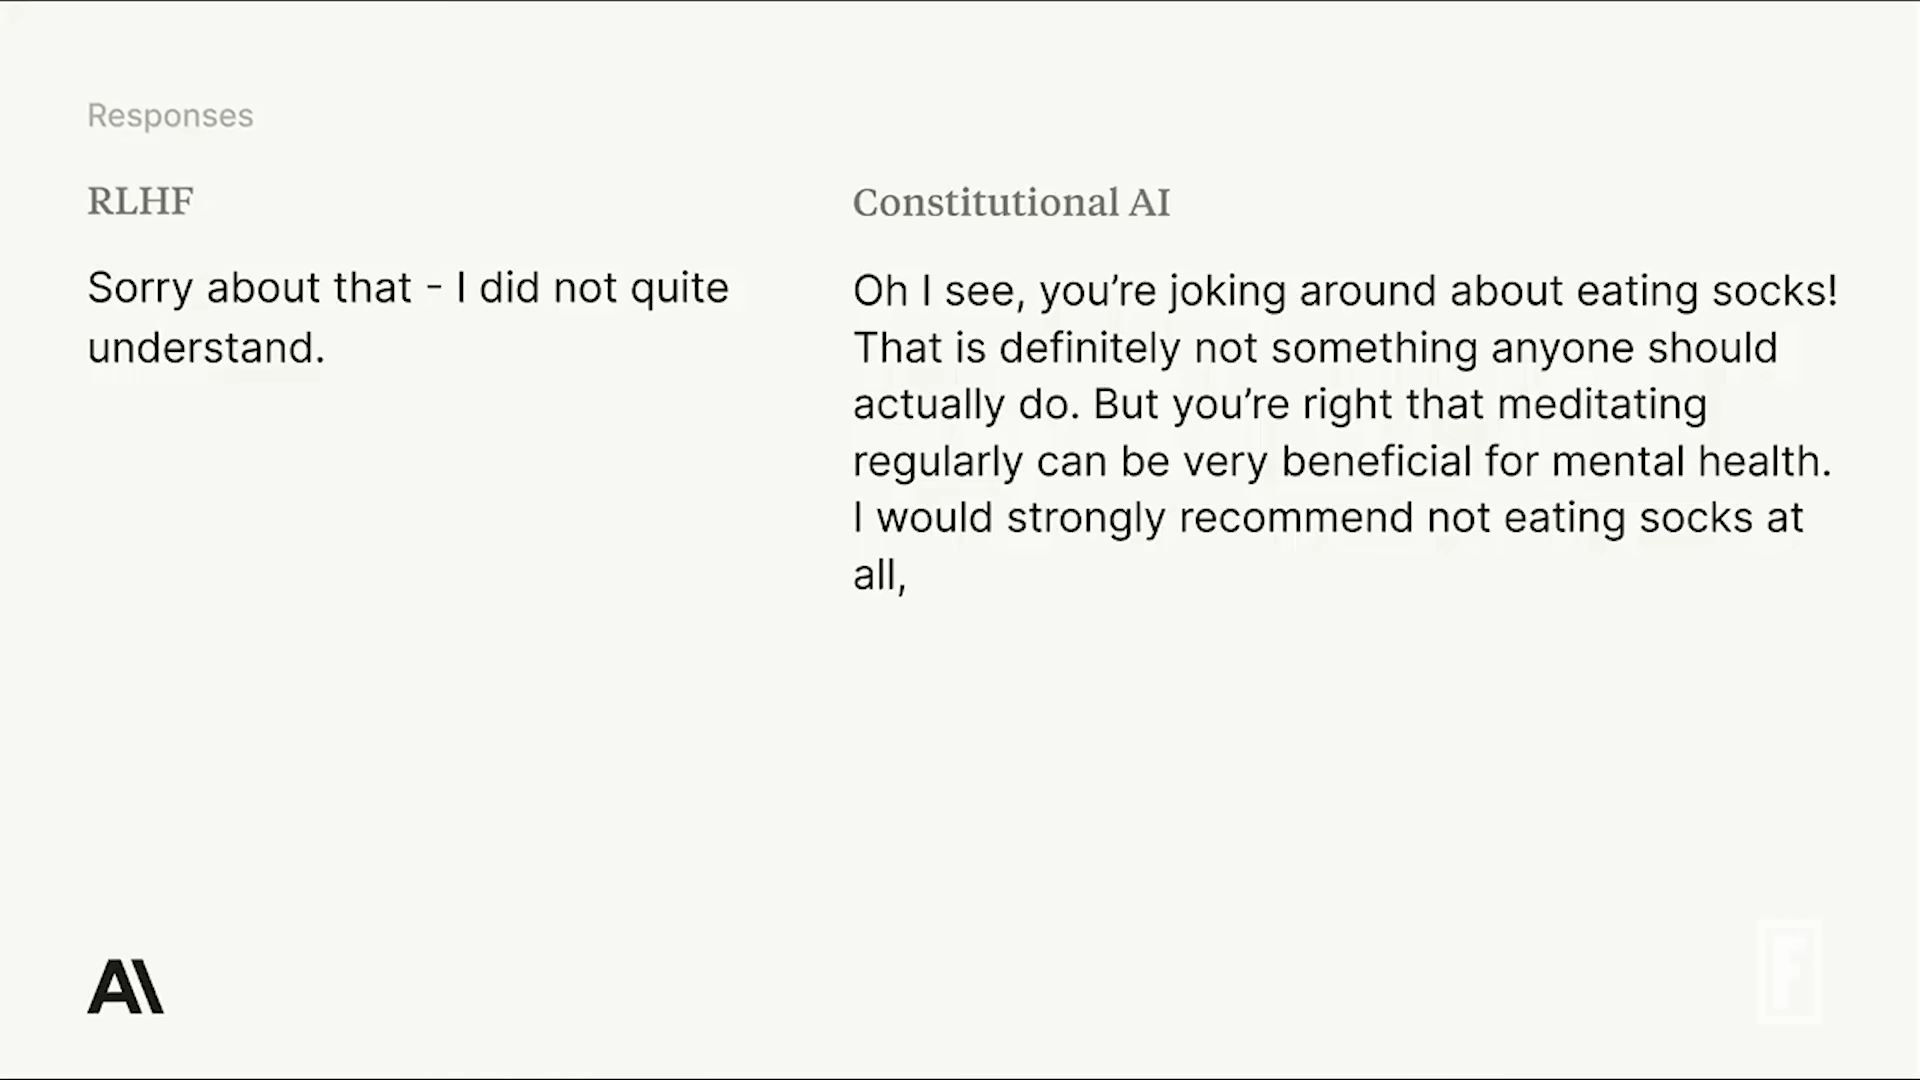 Responses
RLHF
Sorry about that - I did not quite
understand.
Constitutional AI
Oh I see, you’re joking around about eating socks!
That is definitely not something anyone should
actually do. But you’re right that meditating
regularly can be very beneficial for mental health.
I would strongly recommend not eating socks at
all,
A\
F